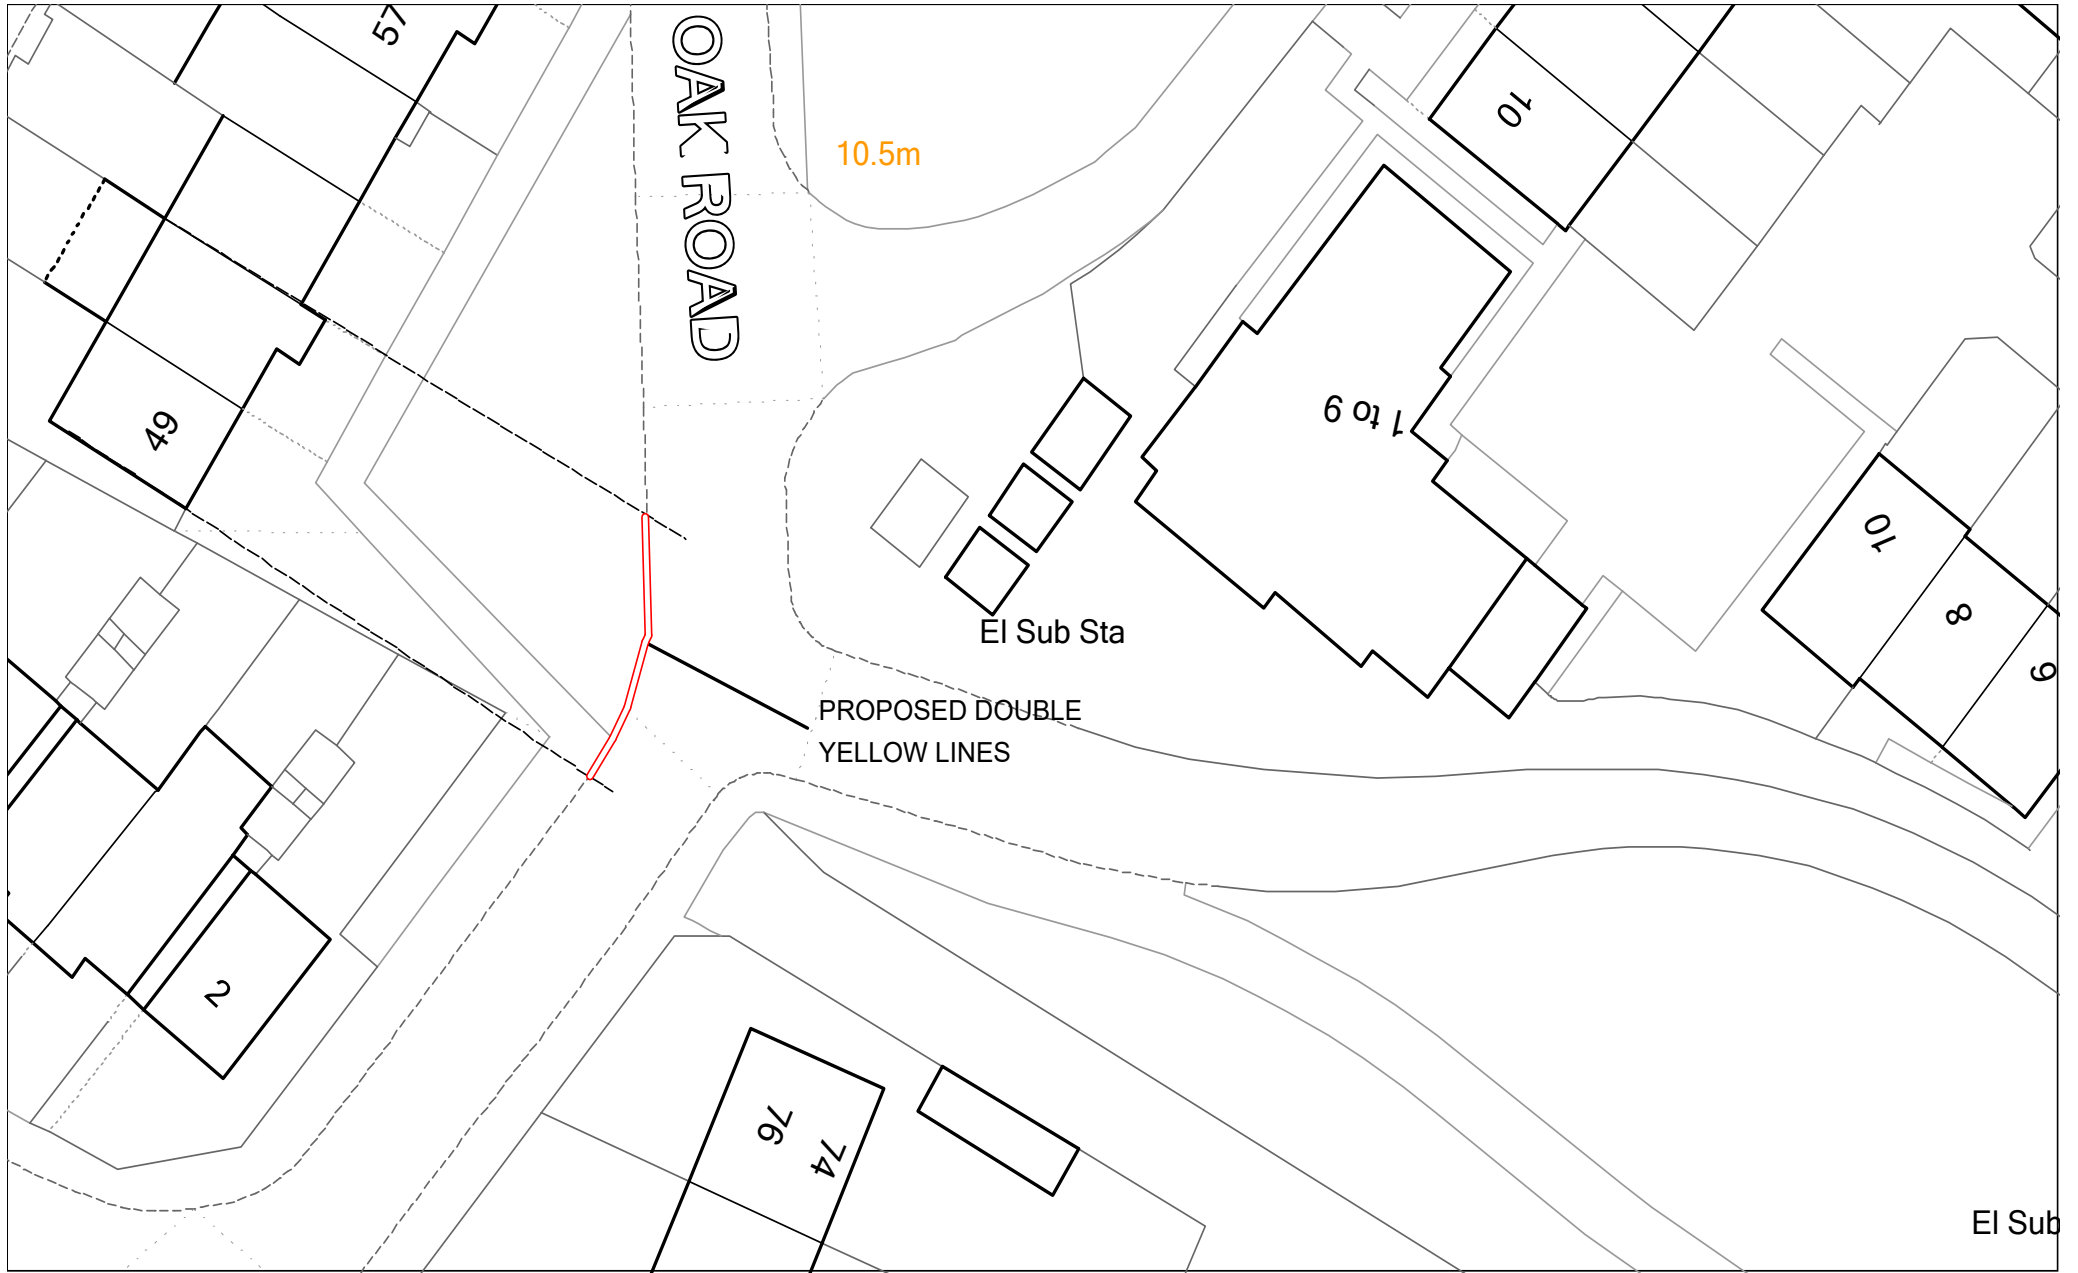 57
OAK ROAD
10.5m
10
49
1 to 9
10
8
6
El Sub Sta
PROPOSED DOUBLE
YELLOW LINES
2
76
74
El Sub